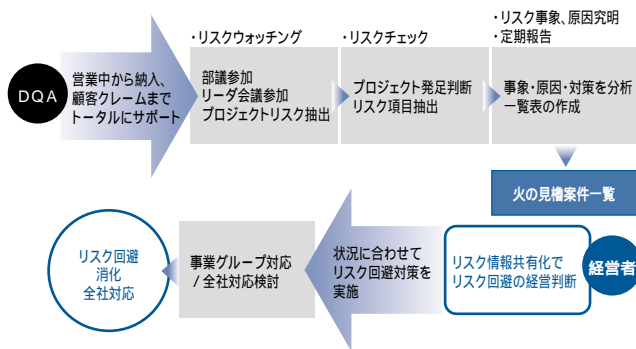 ・リスク事象、原因究明
・定期報告
・リスクウォッチング
・リスクチェック
DQA
営業中から納入、
顧客クレームまで
トータルにサポート
部議参加
リーダ会議参加
プロジェクトリスク抽出
プロジェクト発足判断
リスク項目抽出
事象・原因・対策を分析
一覧表の作成
火の見櫓案件一覧
経営者
リスク情報共有化で
リスク回避の経営判断
状況に合わせて
リスク回避対策を
実施
事業グループ対応
/ 全社対応検討
リスク回避
消化
全社対応